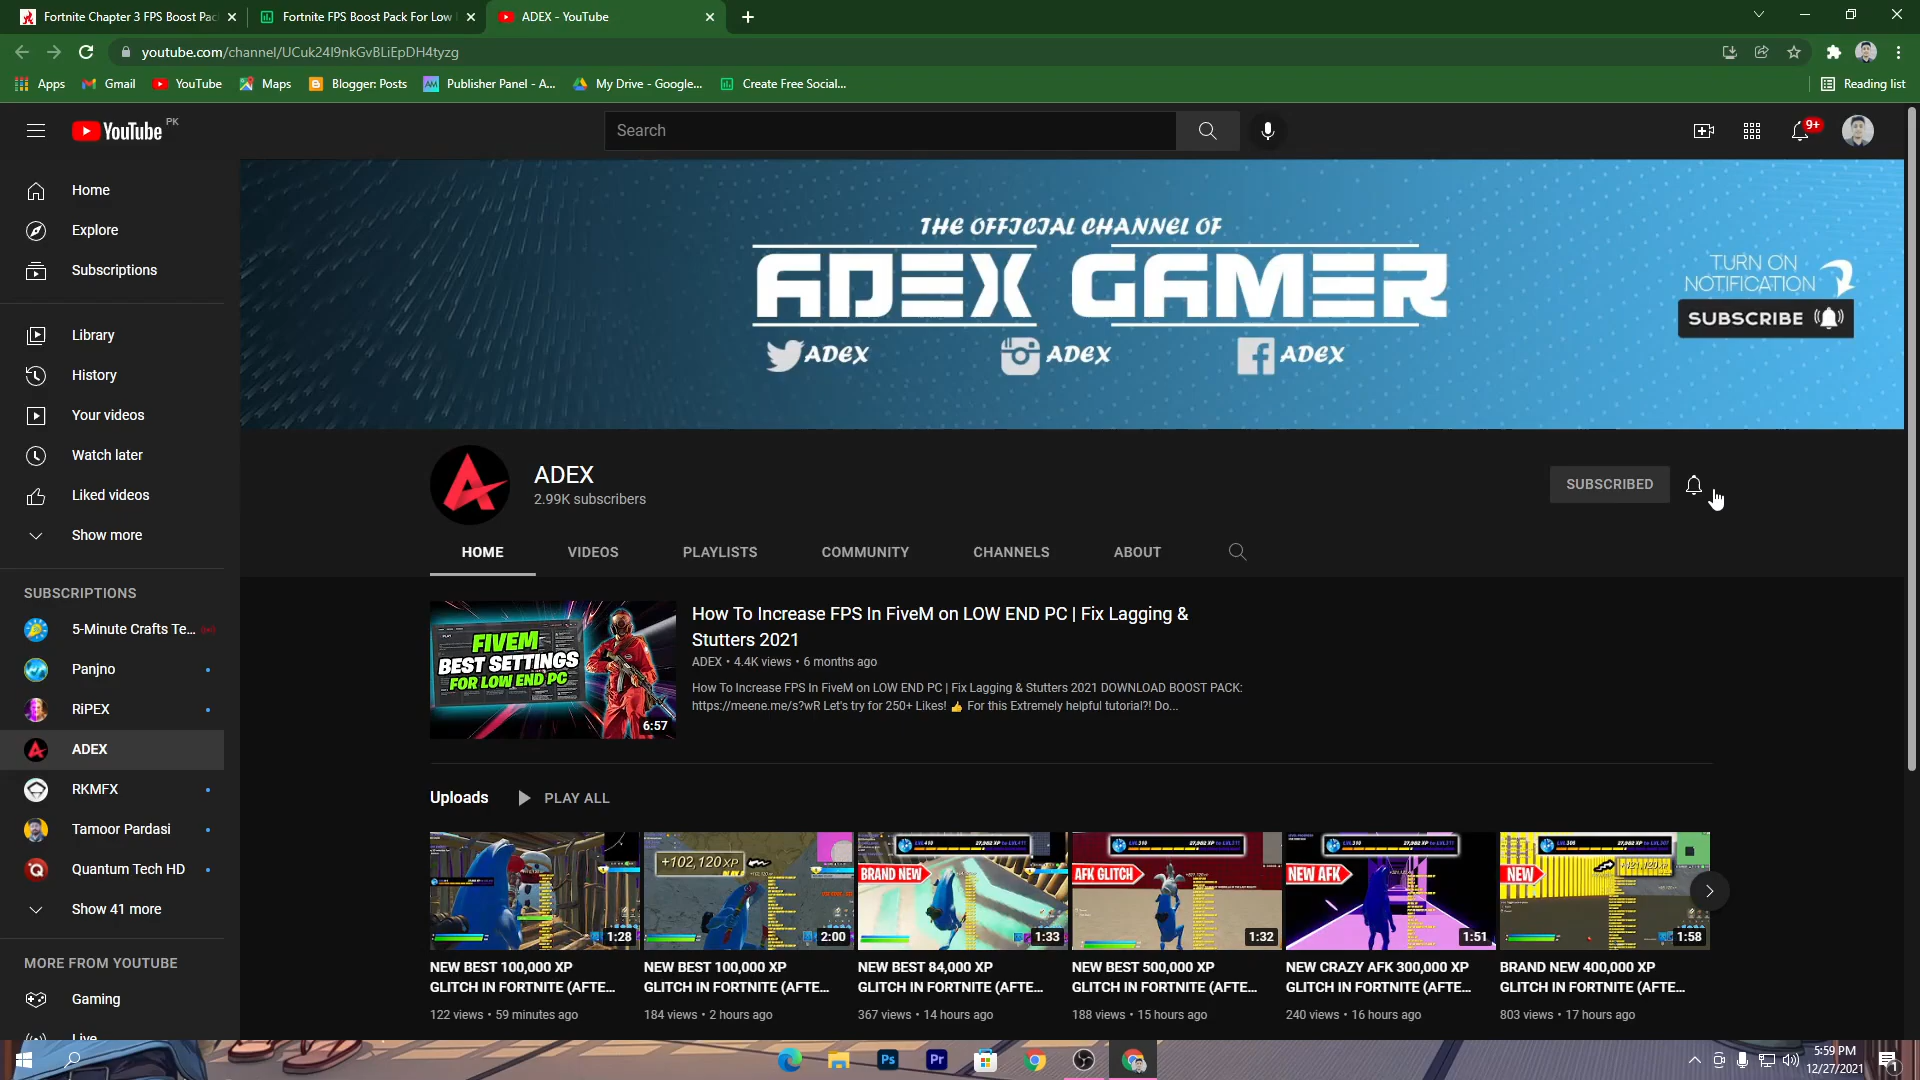 Fortnite Chapter 3 FPS Boost Pac
Fortnite FPS Boost Pack For Low
ADEX - YouTube
youtube.com/channel/UCuk24I9nkGvBLiEpDH4tyzg
Apps
Gmail
YouTube
Maps
Blogger: Posts
Publisher Panel - A...
My Drive - Google...
Create Free Social...
Reading list
YouTube PK
Search
9+
Home
Explore
Subscriptions
Library
History
Your videos
Watch later
Liked videos
Show more
SUBSCRIPTIONS
5-Minute Crafts Te...
Panjno
RiPEX
ADEX
RKMFX
Tamoor Pardasi
Quantum Tech HD
Show 41 more
MORE FROM YOUTUBE
Gaming
Live
THE OFFICIAL CHANNEL OF
ADEX GAMER
ADEX
ADEX
ADEX
TURN ON
NOTIFICATION
SUBSCRIBE
ADEX
2.99K subscribers
SUBSCRIBED
HOME
VIDEOS
PLAYLISTS
COMMUNITY
CHANNELS
ABOUT
FIVEM
BEST SETTINGS
FOR LOW END PC
6:57
How To Increase FPS In FiveM on LOW END PC | Fix Lagging &
Stutters 2021
ADEX • 4.4K views • 6 months ago
How To Increase FPS In FiveM on LOW END PC | Fix Lagging & Stutters 2021 DOWNLOAD BOOST PACK:
https://meene.me/s?wR Let's try for 250+ Likes! 👍 For this Extremely helpful tutorial?! Do...
Uploads
PLAY ALL
1:28
NEW BEST 100,000 XP
GLITCH IN FORTNITE (AFTE...
122 views • 59 minutes ago
+102,120 XP
2:00
NEW BEST 100,000 XP
GLITCH IN FORTNITE (AFTE...
184 views • 2 hours ago
BRAND NEW
1:33
NEW BEST 84,000 XP
GLITCH IN FORTNITE (AFTE...
367 views • 14 hours ago
AFK GLITCH
1:32
NEW BEST 500,000 XP
GLITCH IN FORTNITE (AFTE...
188 views • 15 hours ago
NEW AFK
1:51
NEW CRAZY AFK 300,000 XP
GLITCH IN FORTNITE (AFTE...
240 views • 16 hours ago
NEW
1:58
BRAND NEW 400,000 XP
GLITCH IN FORTNITE (AFTE...
803 views • 17 hours ago
Ps
Pr
5:59 PM
12/27/2021
1